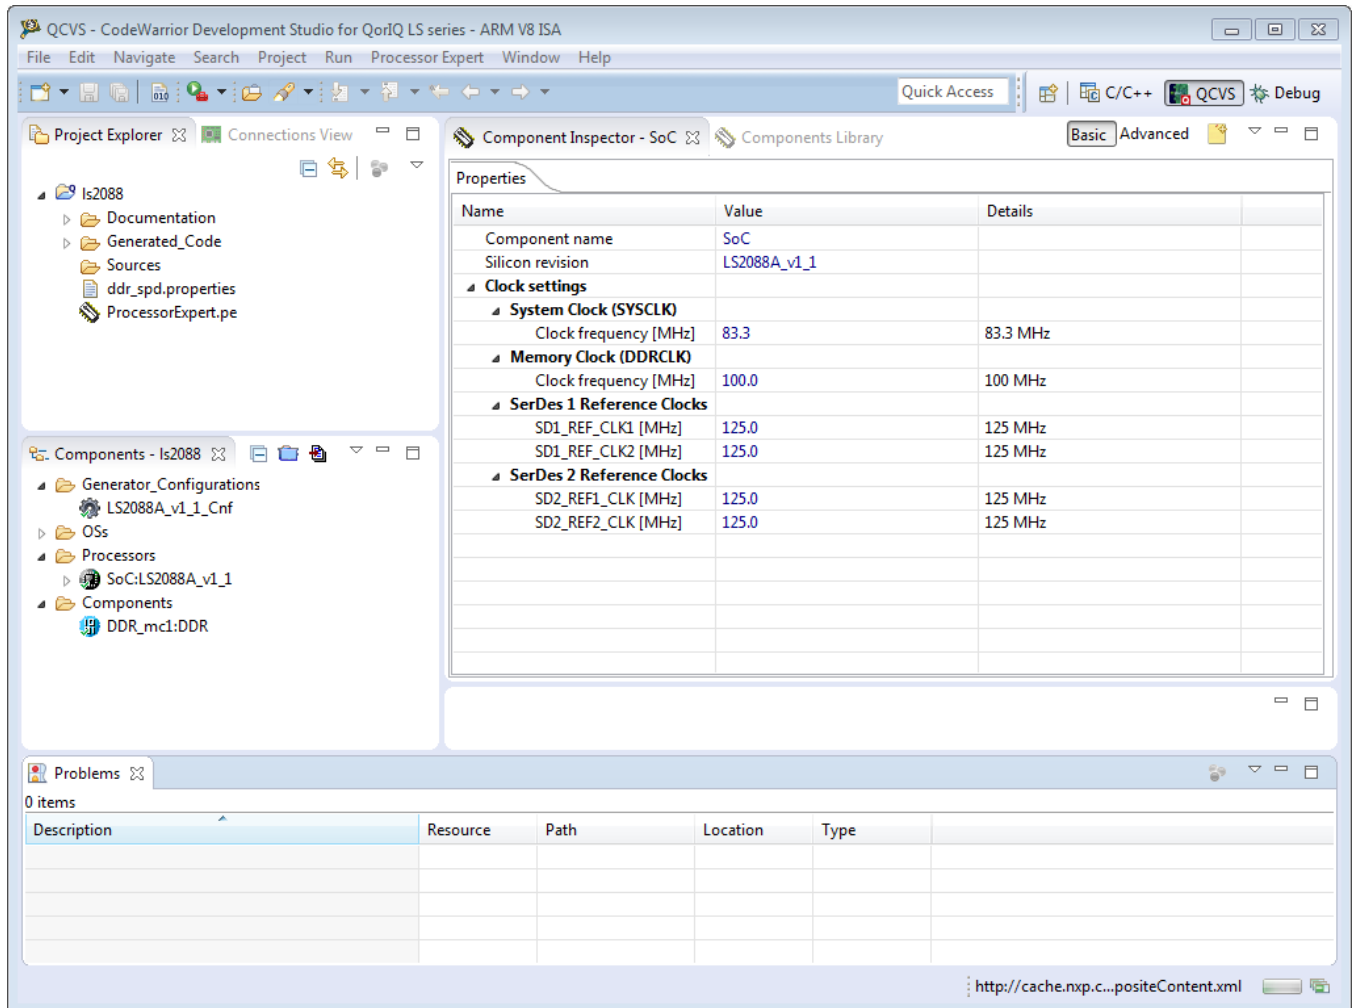 QCVS - CodeWarrior Development Studio for QorIQ LS series - ARM V8 ISA
File Edit Navigate Search Project Run Processor Expert Window Help
Quick Access C/C++ QCVS Debug
Project Explorer Connections View
ls2088
Documentation
Generated_Code
Sources
ddr_spd.properties
ProcessorExpert.pe
Components - ls2088
Generator_Configurations
LS2088A_v1_1_Cnf
OSs
Processors
SoC:LS2088A_v1_1
Components
DDR_mc1:DDR
Component Inspector - SoC Components Library Basic Advanced
Properties
Name Value Details
Component name SoC
Silicon revision LS2088A_v1_1
Clock settings
System Clock (SYSCLK)
Clock frequency [MHz] 83.3 83.3 MHz
Memory Clock (DDRCLK)
Clock frequency [MHz] 100.0 100 MHz
SerDes 1 Reference Clocks
SD1_REF_CLK1 [MHz] 125.0 125 MHz
SD1_REF_CLK2 [MHz] 125.0 125 MHz
SerDes 2 Reference Clocks
SD2_REF1_CLK [MHz] 125.0 125 MHz
SD2_REF2_CLK [MHz] 125.0 125 MHz
Problems
0 items
Description Resource Path Location Type
http://cache.nxp.c...positeContent.xml